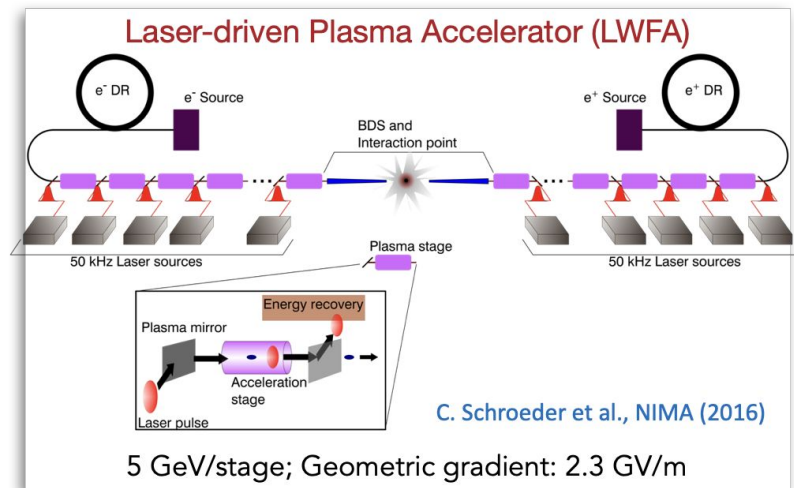 Laser-driven Plasma Accelerator (LWFA)
e⁻ DR
e⁻ Source
e⁺ Source
e⁺ DR
BDS and
Interaction point
50 kHz Laser sources
Plasma stage
50 kHz Laser sources
Energy recovery
Plasma mirror
Acceleration
stage
Laser pulse
C. Schroeder et al., NIMA (2016)
5 GeV/stage; Geometric gradient: 2.3 GV/m